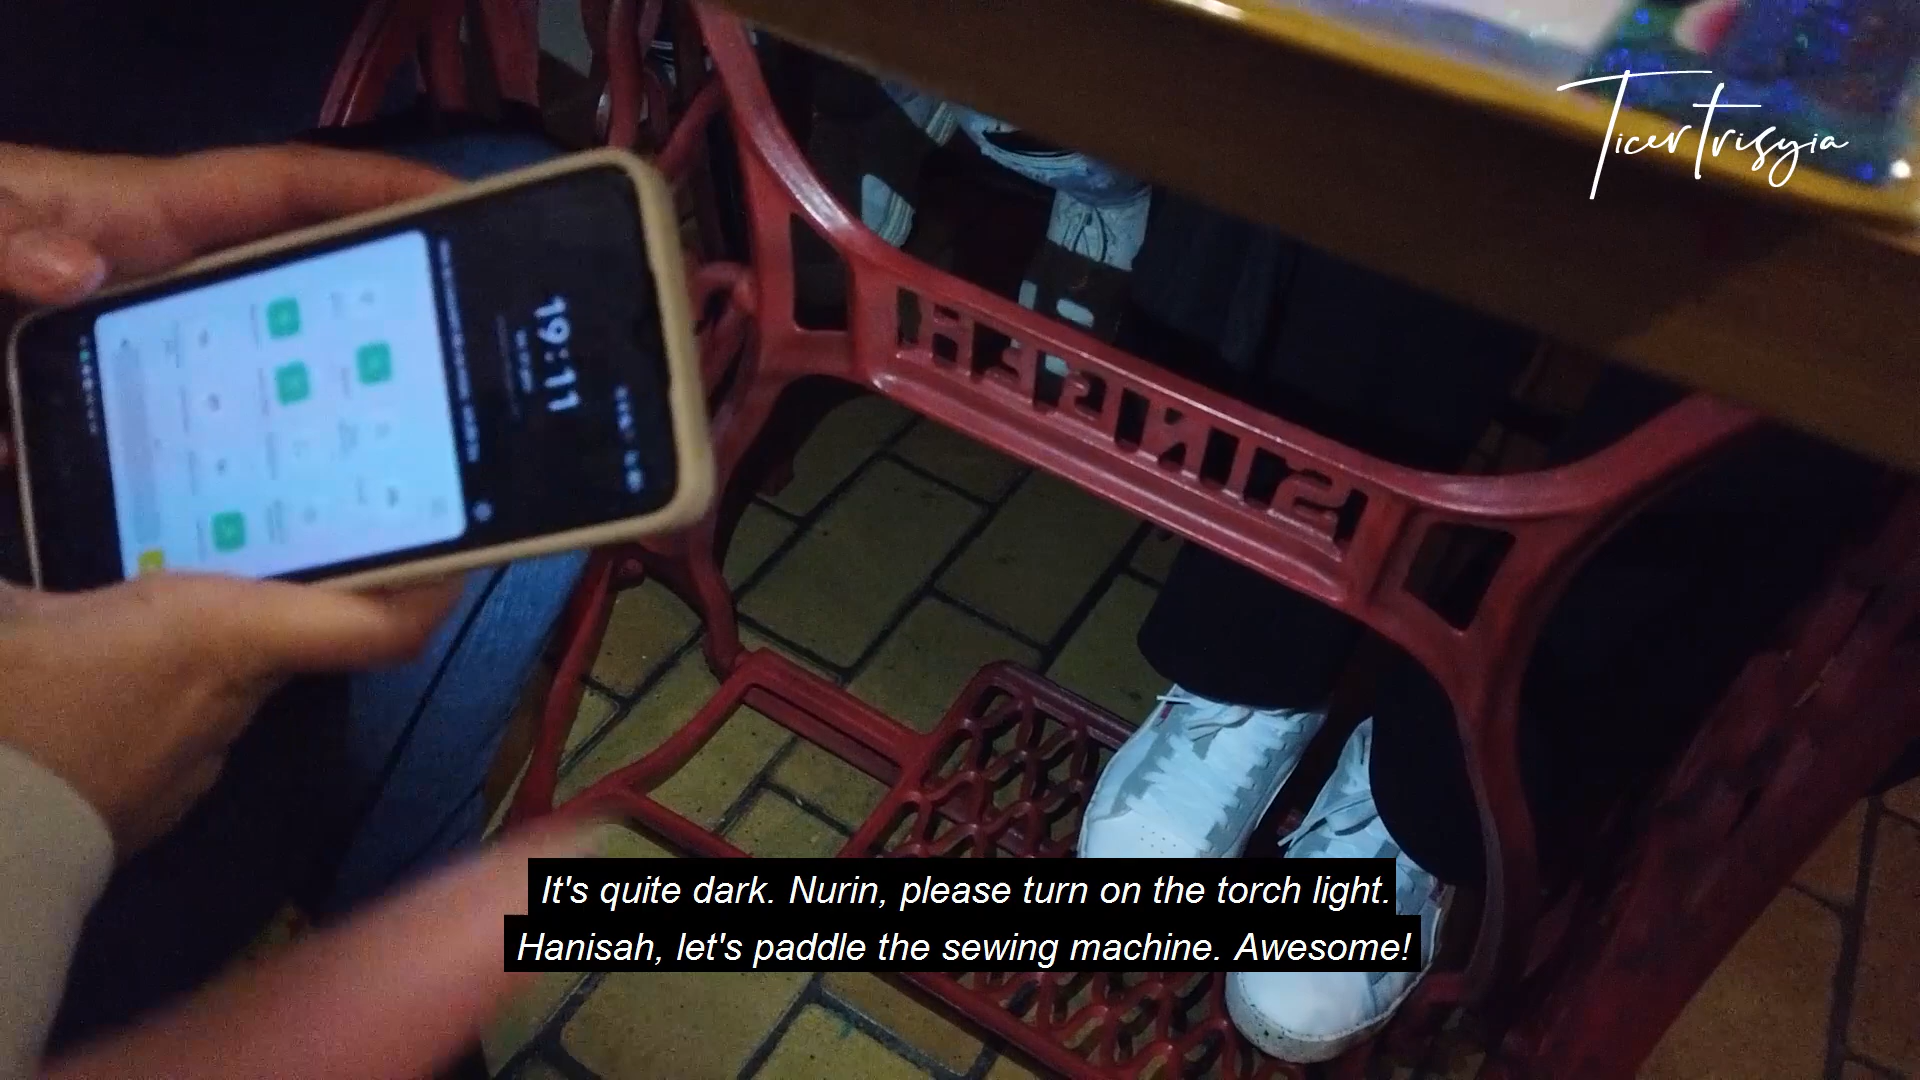 Ticertrisyia
19:11
SINGER
It's quite dark. Nurin, please turn on the torch light.
Hanisah, let's paddle the sewing machine. Awesome!